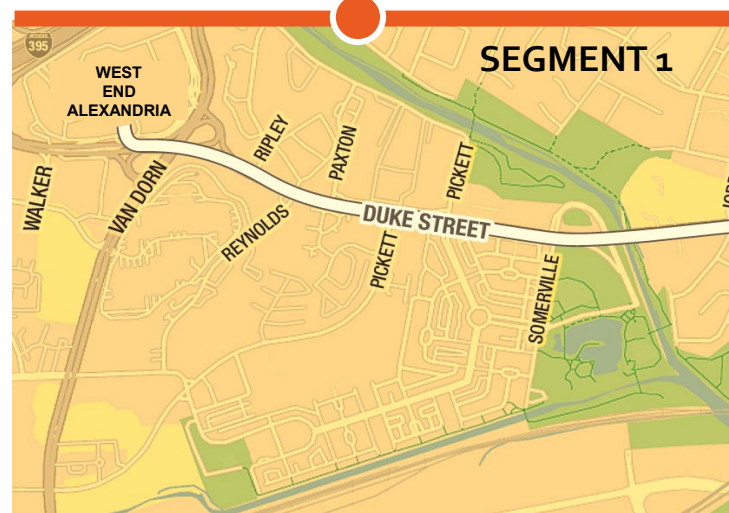 395
SEGMENT 1
WEST
END
ALEXANDRIA
WALKER
VAN DORN
RIPLEY
REYNOLDS
PAXTON
PICKETT
DUKE STREET
PICKETT
SOMERVILLE